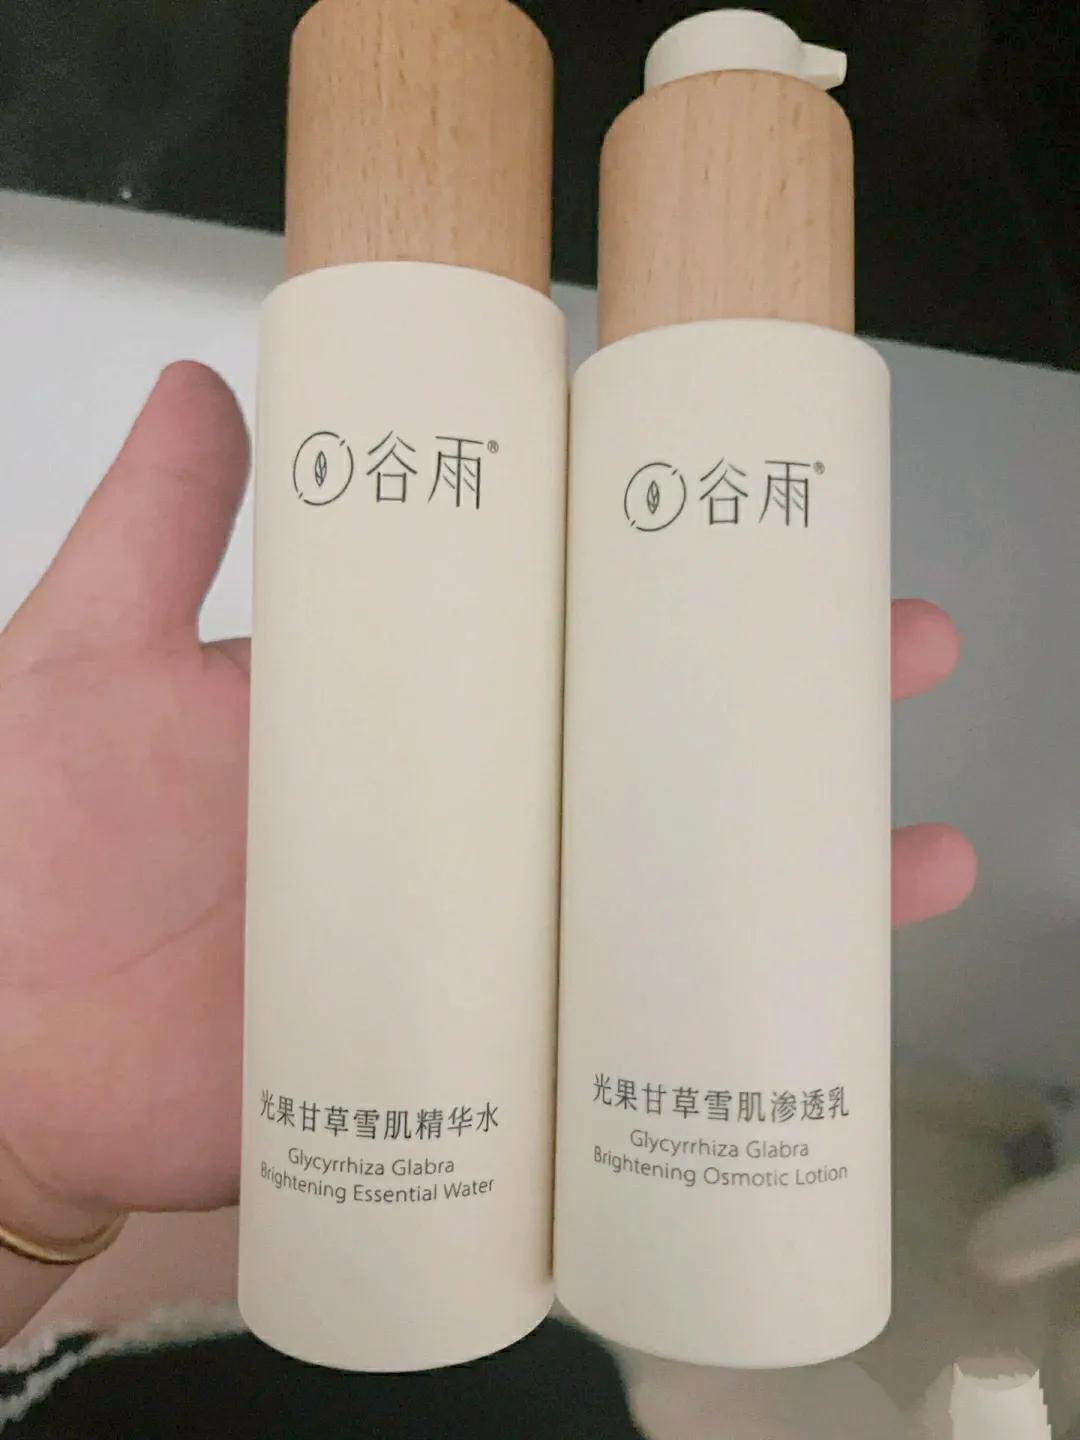 谷雨®
光果甘草雪肌精华水
Glycyrrhiza Glabra
Brightening Essential Water
谷雨®
光果甘草雪肌渗透乳
Glycyrrhiza Glabra
Brightening Osmotic Lotion